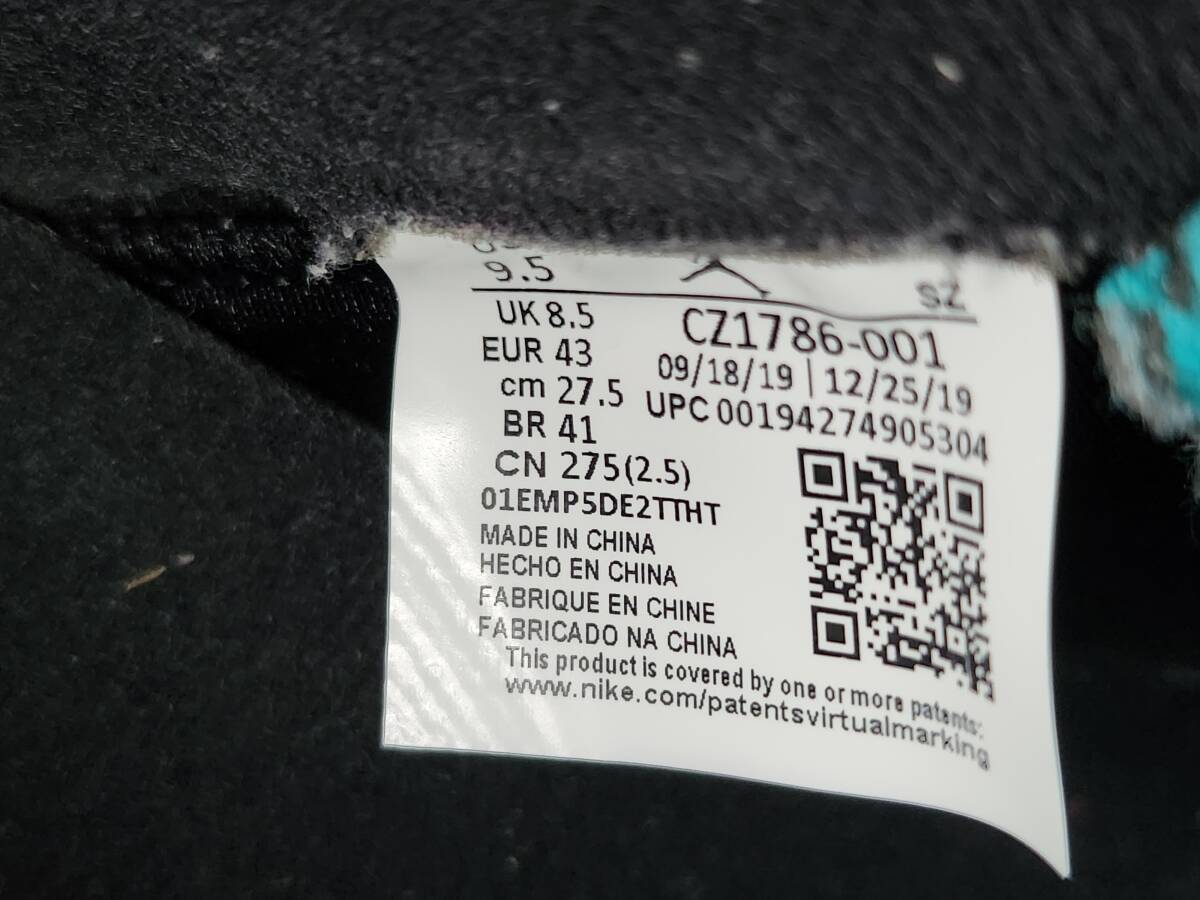 9.5
SZ
UK 8.5
CZ1786-001
EUR 43
09/18/19 | 12/25/19
cm 27.5
UPC 00194274905304
BR 41
CN 275(2.5)
01EMP5DE2TTHT
MADE IN CHINA
HECHO EN CHINA
FABRIQUE EN CHINE
FABRICADO NA CHINA
This product is covered by one or more patents:
www.nike.com/patentsvirtualmarking